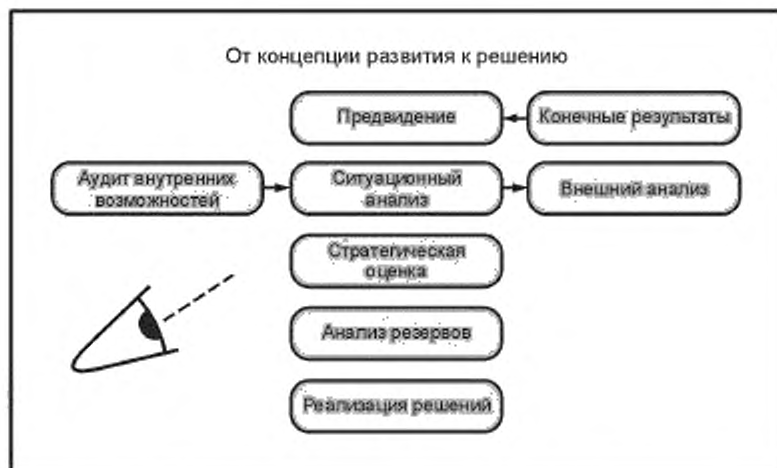 От концепции развития к решению
Предвидение
Конечные результаты
Аудит внутренних
возможностей
Ситуационный
анализ
Внешний анализ
Стратегическая
оценка
Анализ резервов
Реализация решений